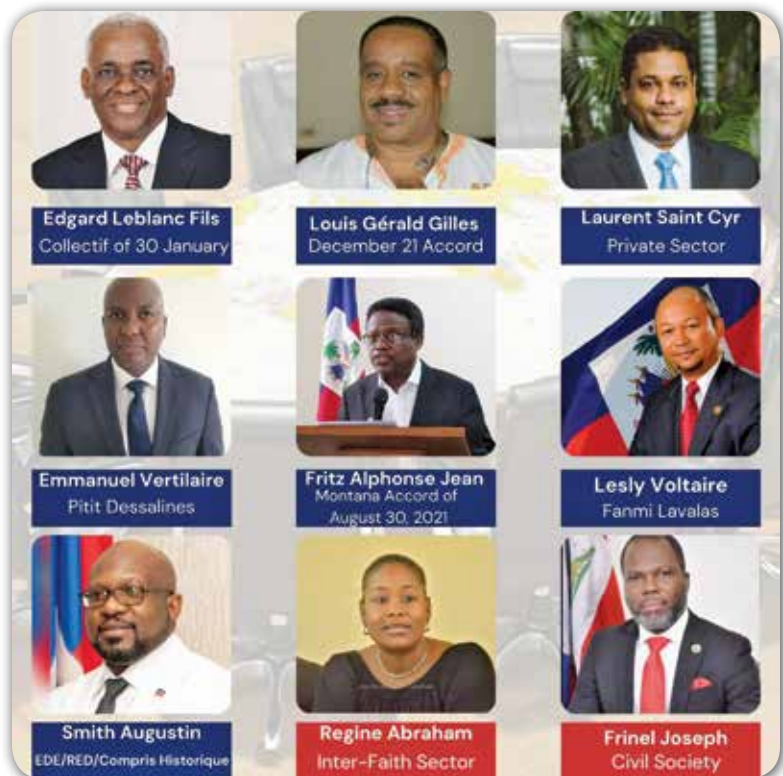 Edgard Leblanc Fils
Collectif of 30 January
Louis Gérald Gilles
December 21 Accord
Laurent Saint Cyr
Private Sector
Emmanuel Vertilaire
Pitit Dessalines
Fritz Alphonse Jean
Montana Accord of
August 30, 2021
Lesly Voltaire
Fanmi Lavalas
Smith Augustin
EDE/RED/Compris Historique
Regine Abraham
Inter-Faith Sector
Frinel Joseph
Civil Society